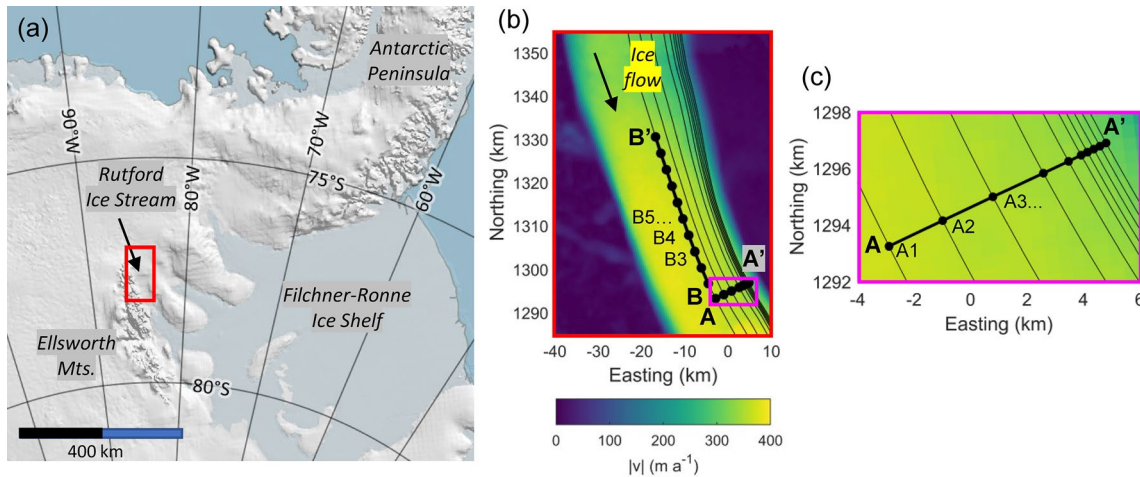 (a)
Antarctic
Peninsula
90°W
70°W
75°S
60°W
80°W
Rutford
Ice Stream
Filchner-Ronne
Ice Shelf
Ellsworth
Mts.
80°S
400 km
(b)
Ice
flow
1350
1340
1330
1320
1310
1300
1290
Northing (km)
B'
B5...
B4
B3
A'
B
A
-40 -30 -20 -10 0 10
Easting (km)
0 100 200 300 400
|v| (m a⁻¹)
(c)
1298
1296
1294
1292
Northing (km)
A'
A3...
A2
A A1
-4 -2 0 2 4 6
Easting (km)